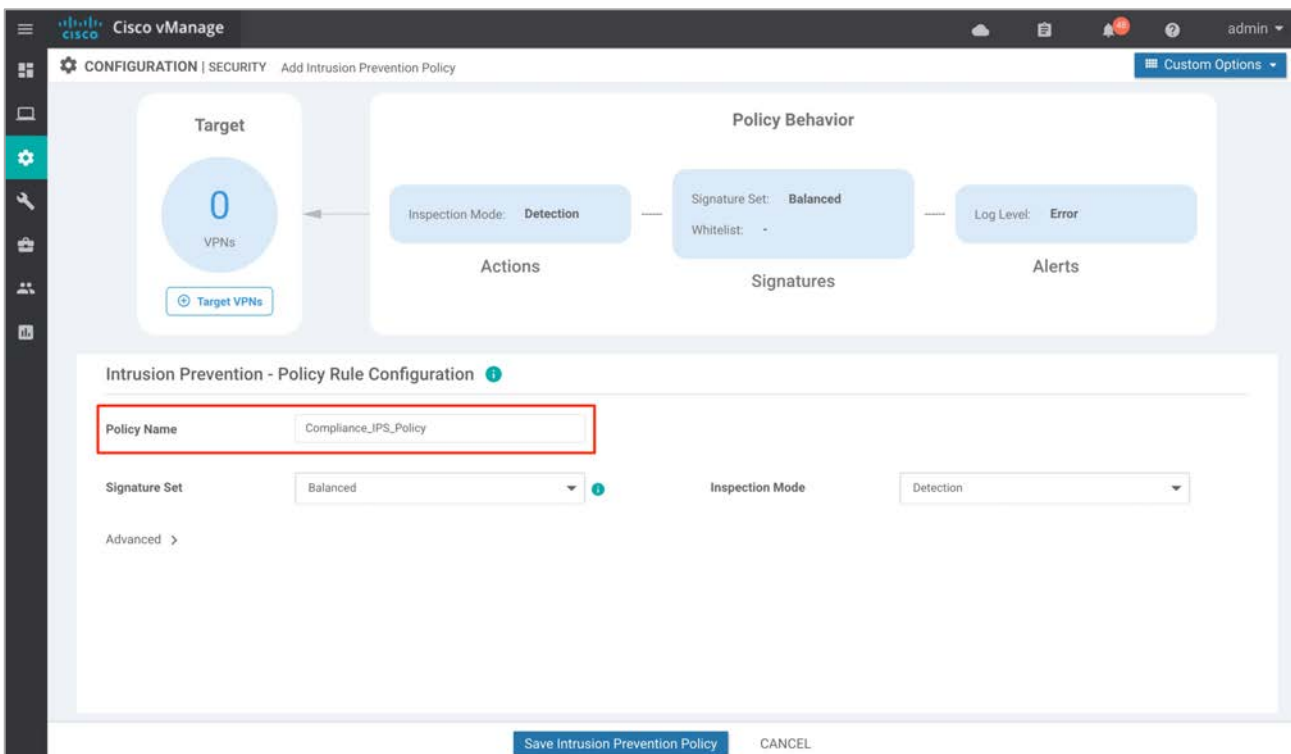 cisco Cisco vManage 48 admin
CONFIGURATION | SECURITY Add Intrusion Prevention Policy Custom Options
Target
Policy Behavior
0
VPNs
Target VPNs
Inspection Mode: Detection
Actions
Signature Set: Balanced
Whitelist: -
Signatures
Log Level: Error
Alerts
Intrusion Prevention - Policy Rule Configuration
Policy Name Compliance_IPS_Policy
Signature Set Balanced Inspection Mode Detection
Advanced >
Save Intrusion Prevention Policy CANCEL